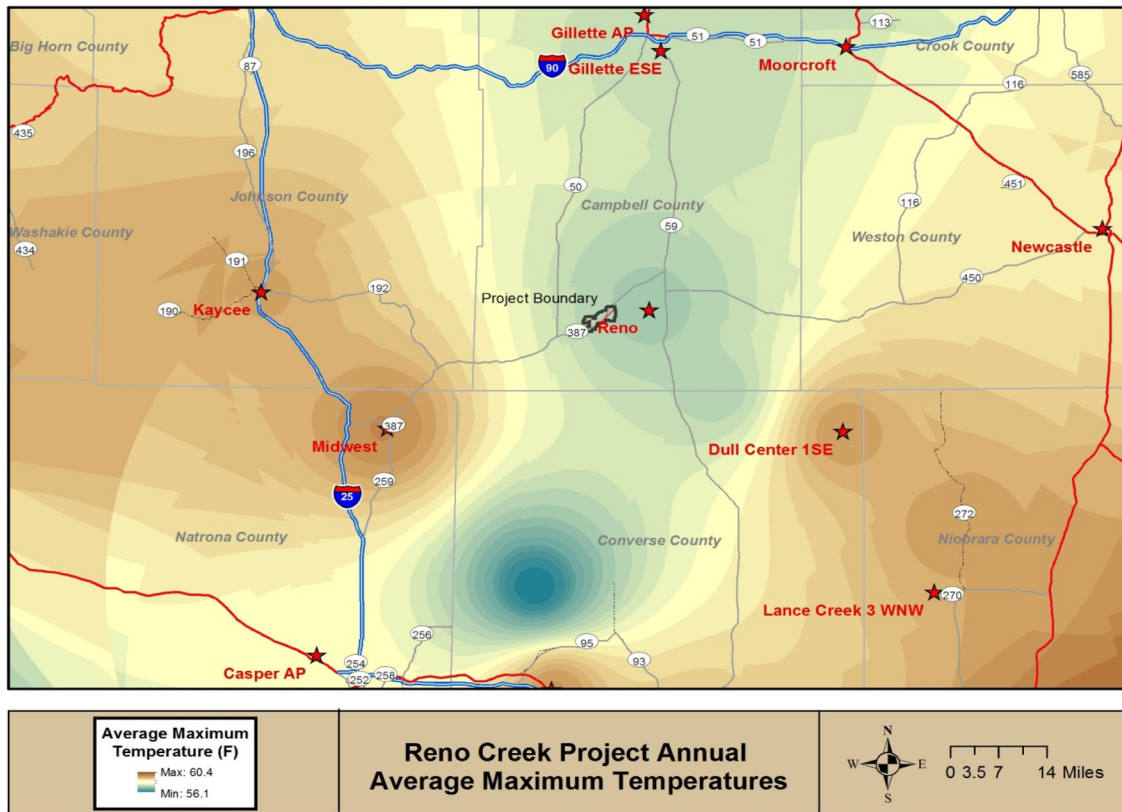 113
Gillette AP
51
51
Big Horn County
Crook County
90
Gillette ESE
Moorcroft
87
585
116
435
196
451
50
Johnson County
116
Campbell County
59
Washakie County
Weston County
434
Newcastle
191
450
192
Project Boundary
Kaycee
190
387
Reno
387
Midwest
Dull Center 1SE
259
25
272
Natrona County
Converse County
Niobrara County
270
Lance Creek 3 WNW
256
95
254
93
Casper AP
258
252
Average Maximum
Temperature (F)
Max: 60.4
Min: 56.1
Reno Creek Project Annual
Average Maximum Temperatures
N
W E
S
0 3.5 7 14 Miles